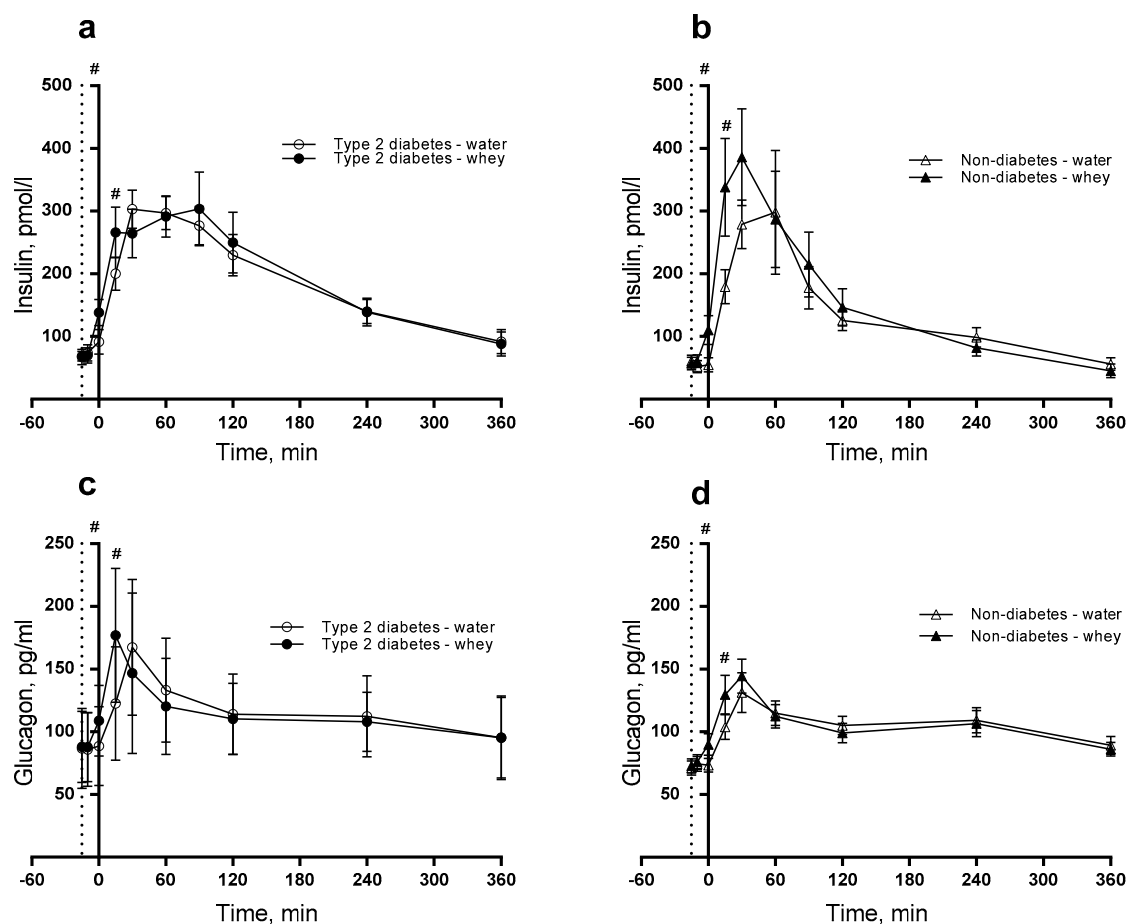 a
#
500
400
300
200
100
#
Type 2 diabetes - water
Type 2 diabetes - whey
Insulin, pmol/l
-60 0 60 120 180 240 300 360
Time, min
b
#
500
400
300
200
100
#
Non-diabetes - water
Non-diabetes - whey
Insulin, pmol/l
-60 0 60 120 180 240 300 360
Time, min
c
#
250
200
150
100
50
#
Type 2 diabetes - water
Type 2 diabetes - whey
Glucagon, pg/ml
-60 0 60 120 180 240 300 360
Time, min
d
#
250
200
150
100
50
#
Non-diabetes - water
Non-diabetes - whey
Glucagon, pg/ml
-60 0 60 120 180 240 300 360
Time, min